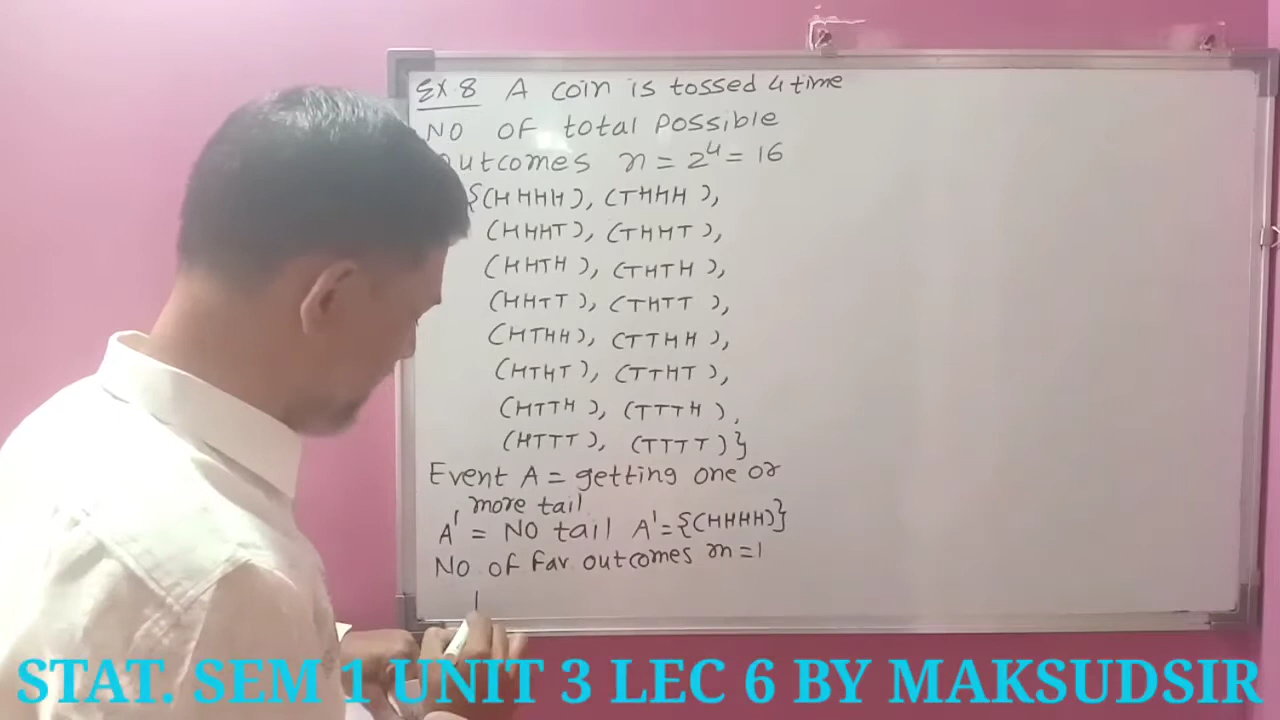 Ex.8 A coin is tossed 4 time
NO OF total possible
outcomes n = 2⁴ = 16
{(HHHH), (THHH),
(HHHT), (THHT),
(HHTH), (THTH),
(HHTT), (THTT),
(HTHH), (TTHH),
(HTHT), (TTHT),
(HTTH), (TTTH),
(HTTT), (TTTT)}
Event A = getting one or
more tail
A' = NO tail A' = {(HHHH)}
NO OF Fav outcomes m = 1
STAT. SEM 1 UNIT 3 LEC 6 BY MAKSUDSIR